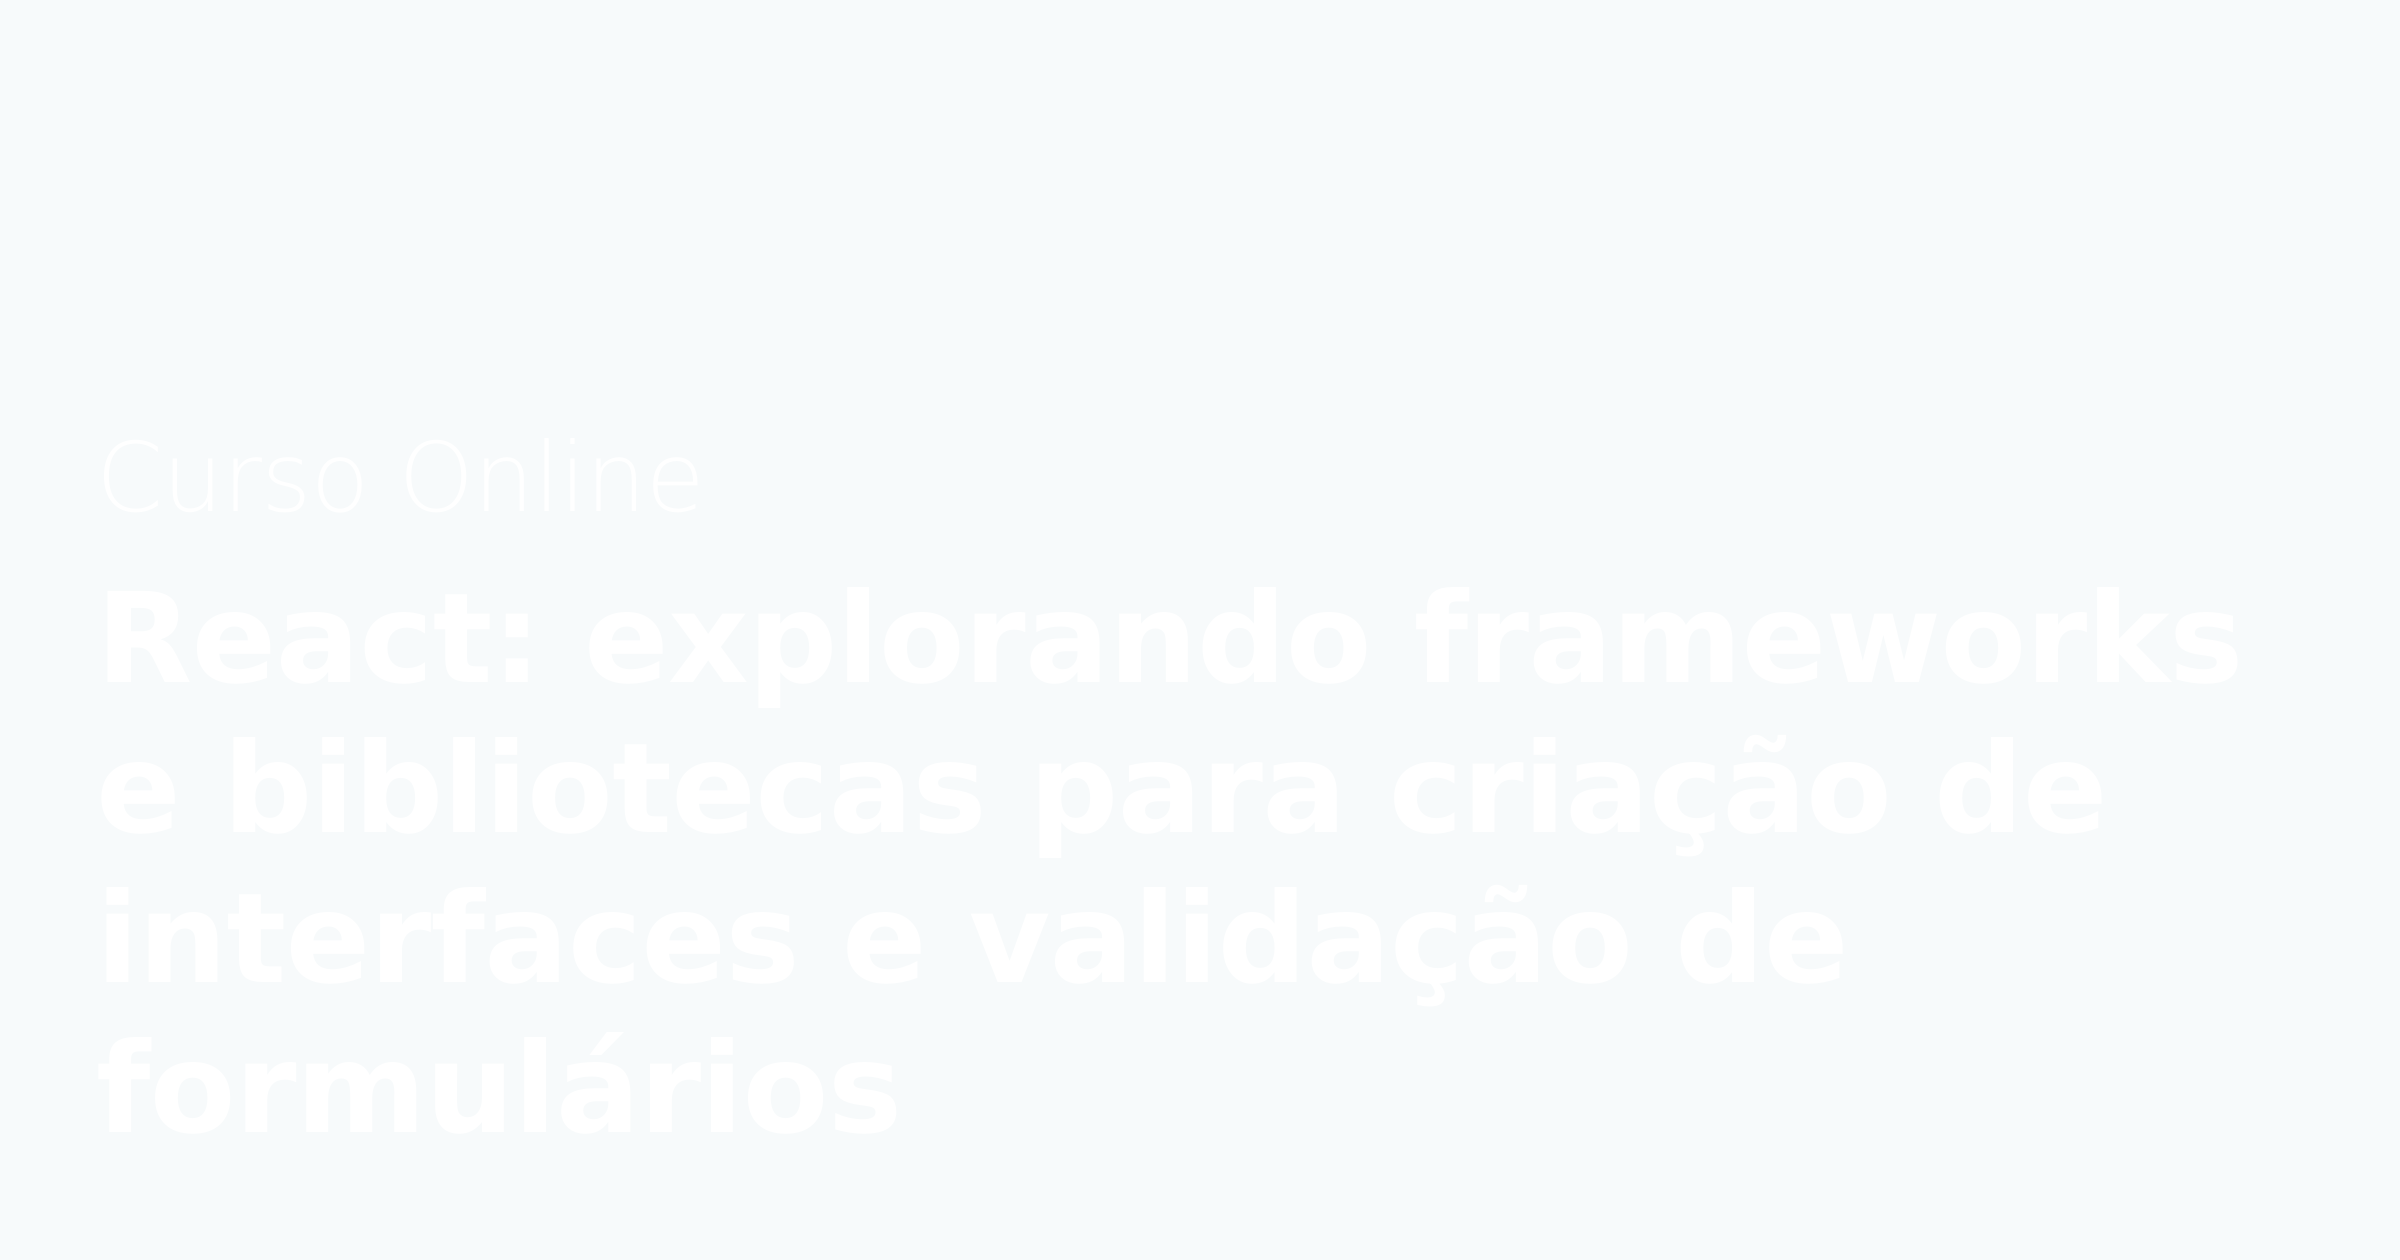 Curso Online
React: explorando frameworks
e bibliotecas para criação de
interfaces e validação de
formulários